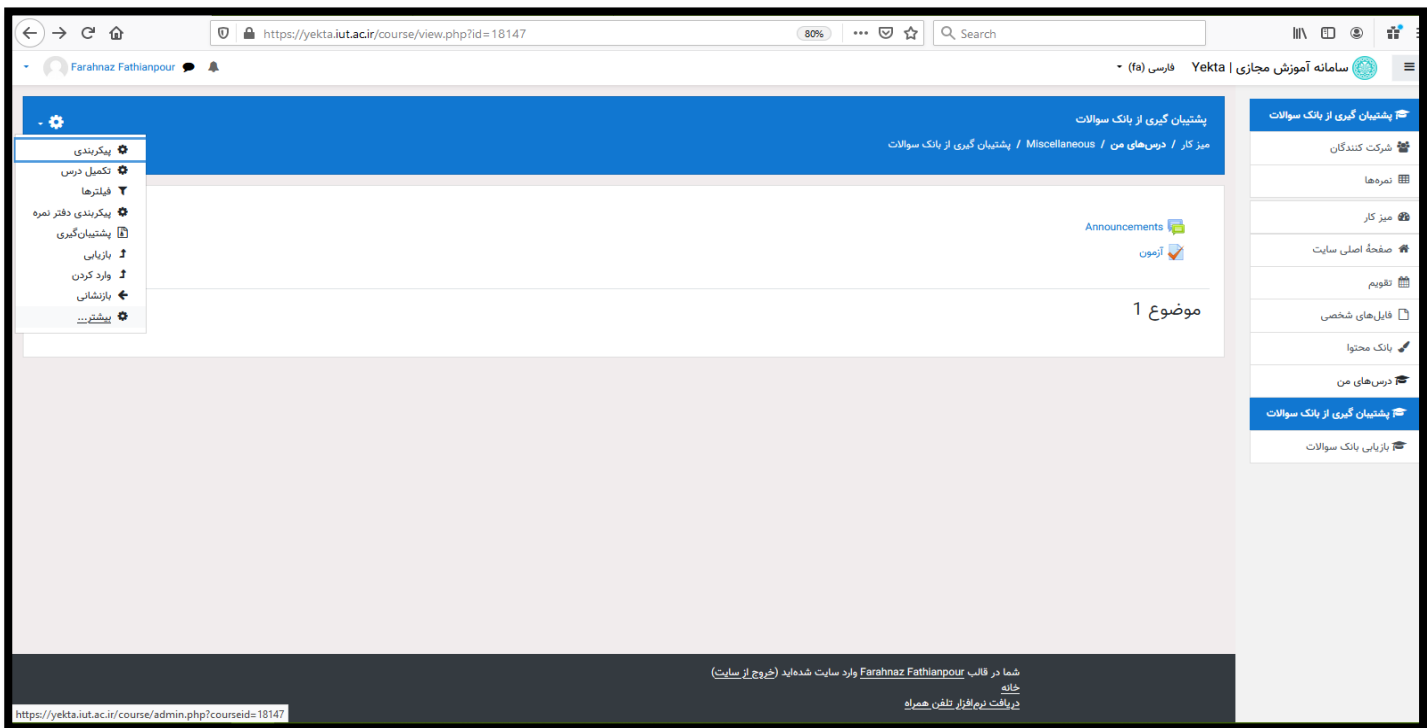 https://yekta.iut.ac.ir/course/view.php?id=18147
80%
Search
Farahnaz Fathianpour
فارسی (fa)
سامانه آموزش مجازی | Yekta
پشتیبان گیری از بانک سوالات
میز کار / درس‌های من / Miscellaneous / پشتیبان گیری از بانک سوالات
پیکربندی
تکمیل درس
فیلترها
پیکربندی دفتر نمره
پشتیبان‌گیری
بازیابی
وارد کردن
بازنشانی
بیشتر...
Announcements
آزمون
موضوع 1
پشتیبان گیری از بانک سوالات
شرکت کنندگان
نمره‌ها
میز کار
صفحهٔ اصلی سایت
تقویم
فایل‌های شخصی
بانک محتوا
درس‌های من
پشتیبان گیری از بانک سوالات
بازیابی بانک سوالات
شما در قالب Farahnaz Fathianpour وارد سایت شده‌اید (خروج از سایت)
خانه
دریافت نرم‌افزار تلفن همراه
https://yekta.iut.ac.ir/course/admin.php?courseid=18147